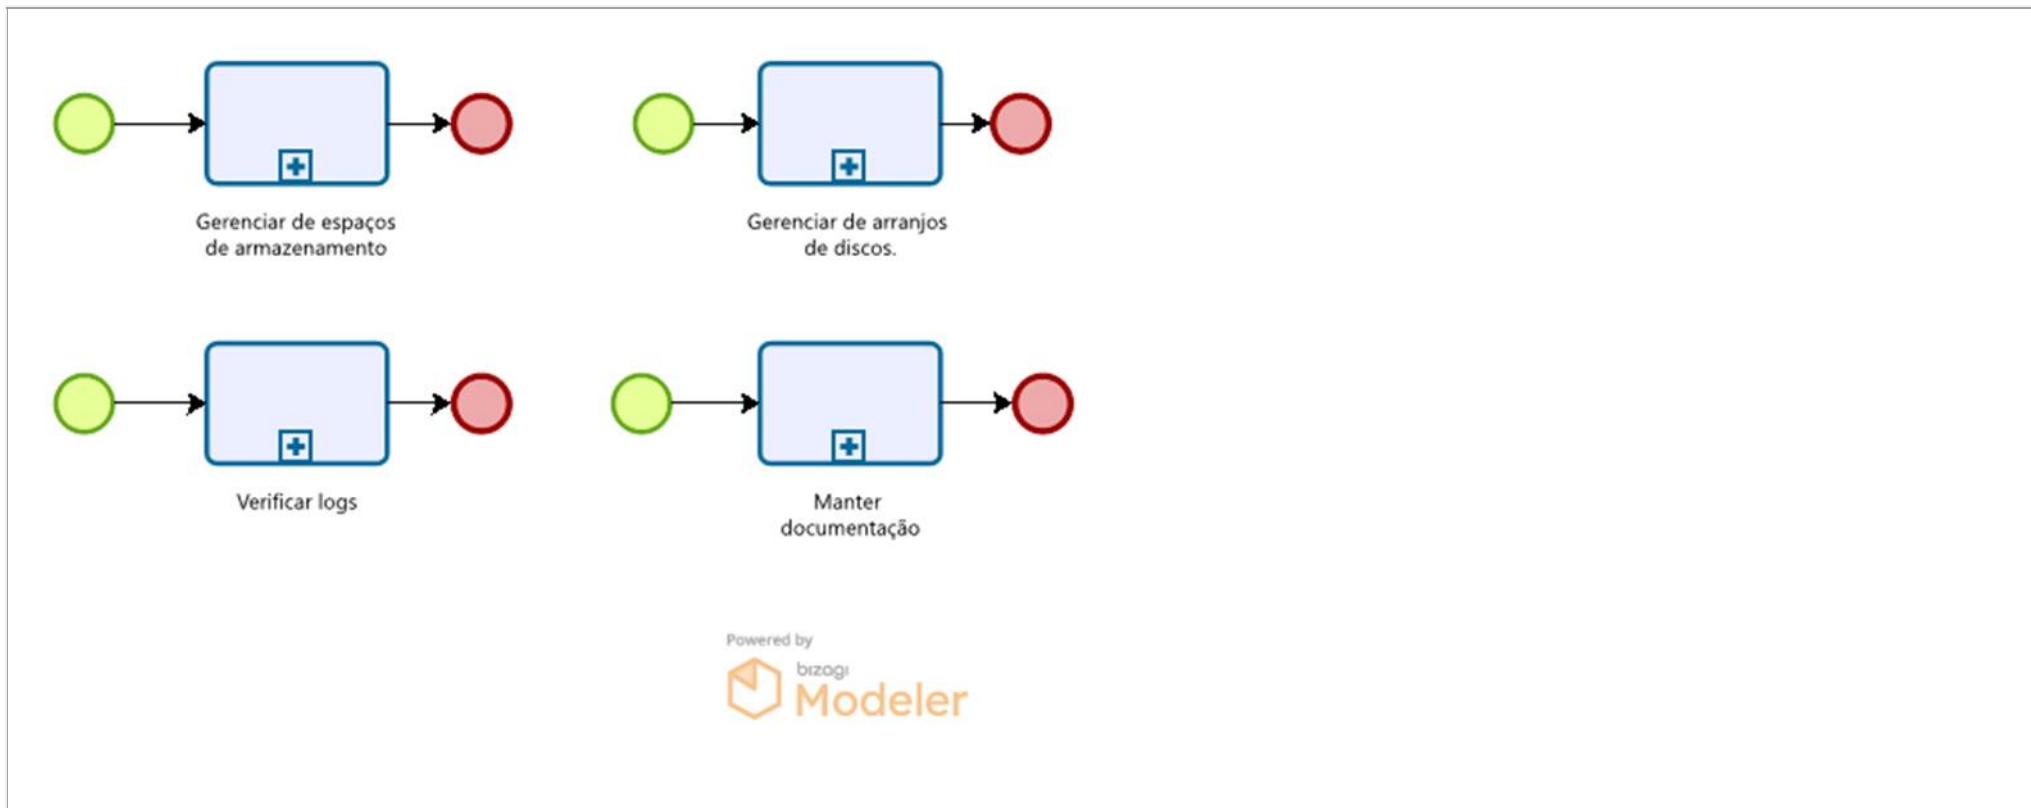 Gerenciar de espaços
de armazenamento
Gerenciar de arranjos
de discos.
Verificar logs
Manter
documentação
Powered by
bizagi
Modeler